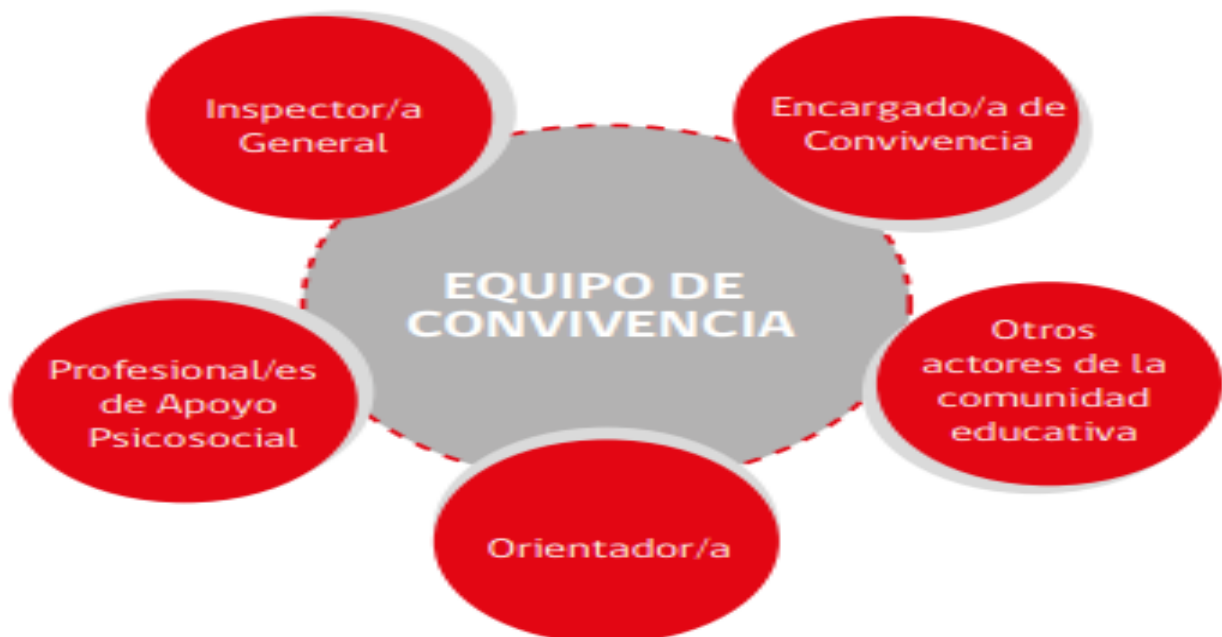 Inspector/a
General
Encargado/a de
Convivencia
EQUIPO DE
CONVIVENCIA
Profesional/es
de Apoyo
Psicosocial
Otros
actores de la
comunidad
educativa
Orientador/a